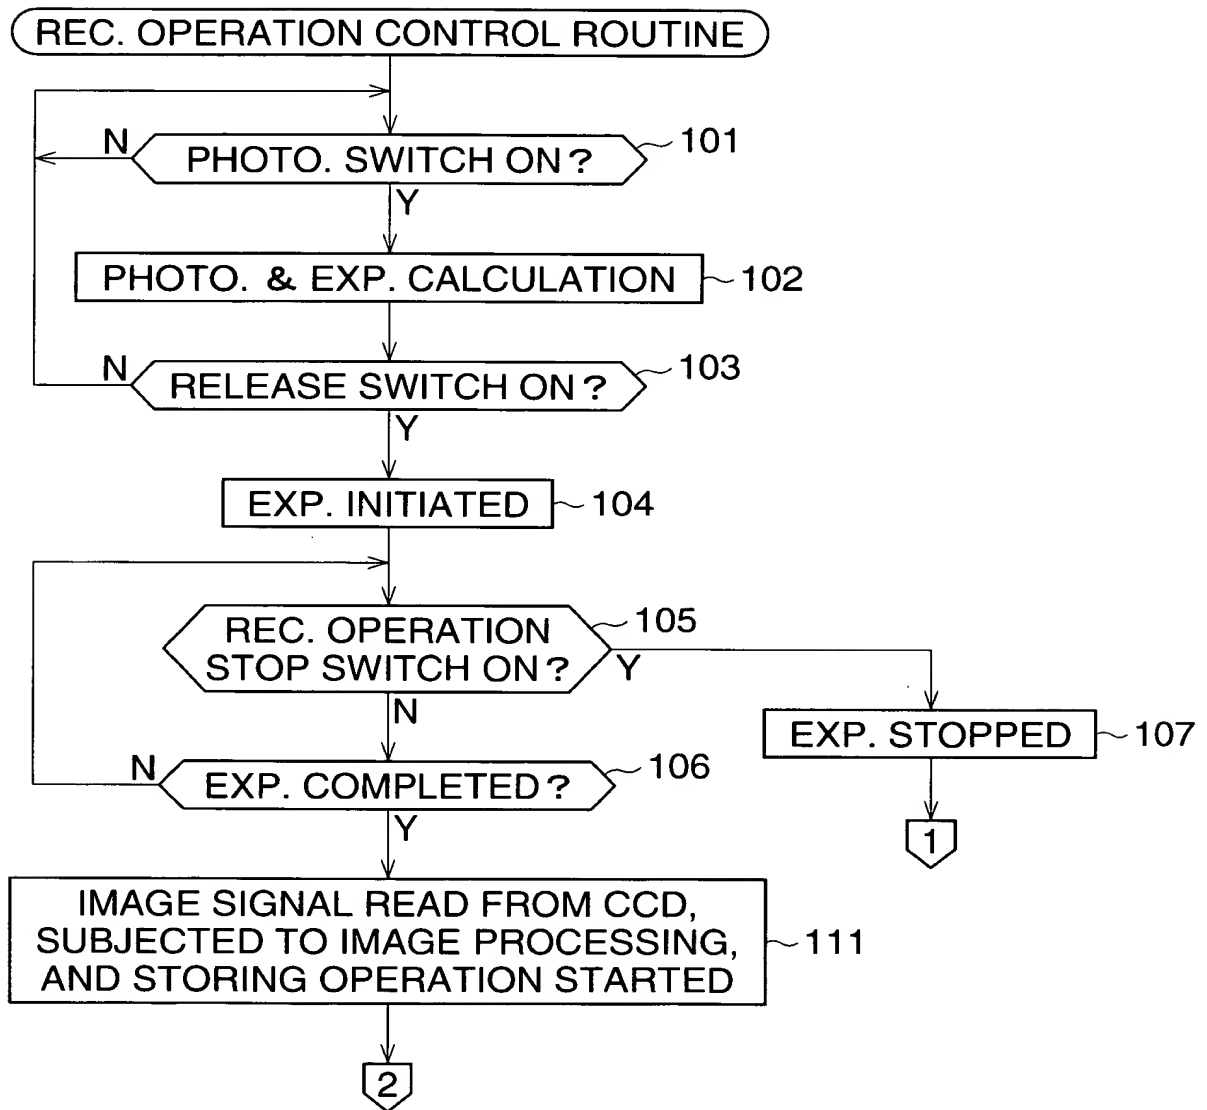 REC. OPERATION CONTROL ROUTINE
N
PHOTO. SWITCH ON?
101
Y
PHOTO. & EXP. CALCULATION
102
N
RELEASE SWITCH ON?
103
Y
EXP. INITIATED
104
REC. OPERATION
STOP SWITCH ON?
105
Y
N
EXP. STOPPED
107
N
EXP. COMPLETED?
106
Y
1
IMAGE SIGNAL READ FROM CCD,
SUBJECTED TO IMAGE PROCESSING,
AND STORING OPERATION STARTED
111
2